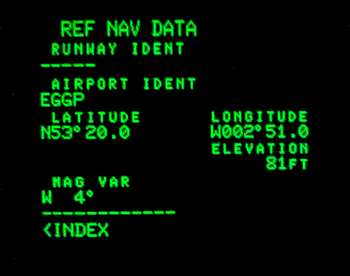 REF NAV DATA
RUNWAY IDENT
-----
AIRPORT IDENT
EGGP
LATITUDE LONGITUDE
N53°20.0 W002°51.0
ELEVATION
81FT
MAG VAR
W 4°
-------------
<INDEX